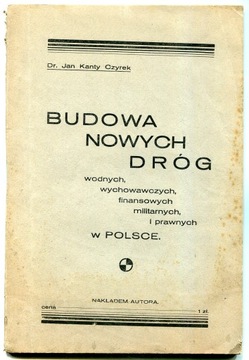 Dr. Jan Kanty Czyrek
BUDOWA
NOWYCH
DRÓG
wodnych,
wychowawczych,
finansowych
militarnych,
i prawnych
w POLSCE.
NAKŁADEM AUTORA.
cena 1 zł.